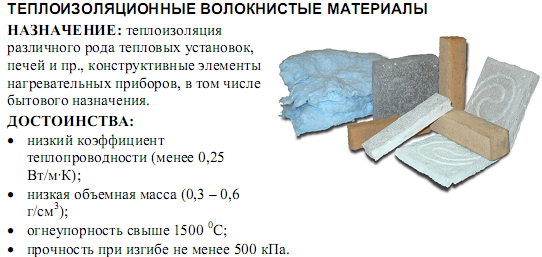 ТЕПЛОИЗОЛЯЦИОННЫЕ ВОЛОКНИСТЫЕ МАТЕРИАЛЫ
НАЗНАЧЕНИЕ: теплоизоляция
различного рода тепловых установок,
печей и пр., конструктивные элементы
нагревательных приборов, в том числе
бытового назначения.
ДОСТОИНСТВА:
• низкий коэффициент
теплопроводности (менее 0,25
Вт/м·К);
• низкая объемная масса (0,3 – 0,6
г/см³);
• огнеупорность свыше 1500 ⁰С;
• прочность при изгибе не менее 500 кПа.